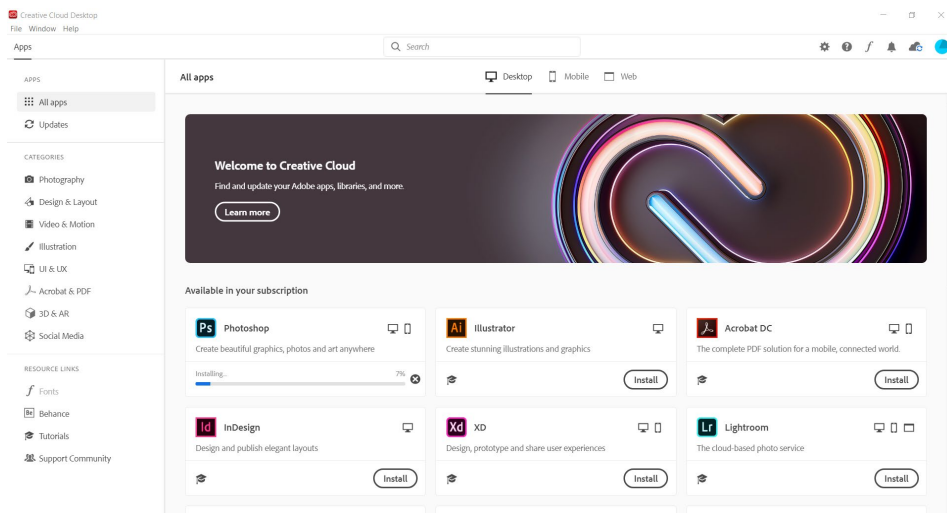 Creative Cloud Desktop
File Window Help
Apps
Search
APPS
All apps
Updates
CATEGORIES
Photography
Design & Layout
Video & Motion
Illustration
UI & UX
Acrobat & PDF
3D & AR
Social Media
RESOURCE LINKS
Fonts
Be Behance
Tutorials
Support Community
All apps
Desktop Mobile Web
Welcome to Creative Cloud
Find and update your Adobe apps, libraries, and more.
Learn more
Available in your subscription
Ps Photoshop
Create beautiful graphics, photos and art anywhere
Installing... 7%
Ai Illustrator
Create stunning illustrations and graphics
Install
Acrobat DC
The complete PDF solution for a mobile, connected world.
Install
Id InDesign
Design and publish elegant layouts
Install
Xd XD
Design, prototype and share user experiences
Install
Lr Lightroom
The cloud-based photo service
Install